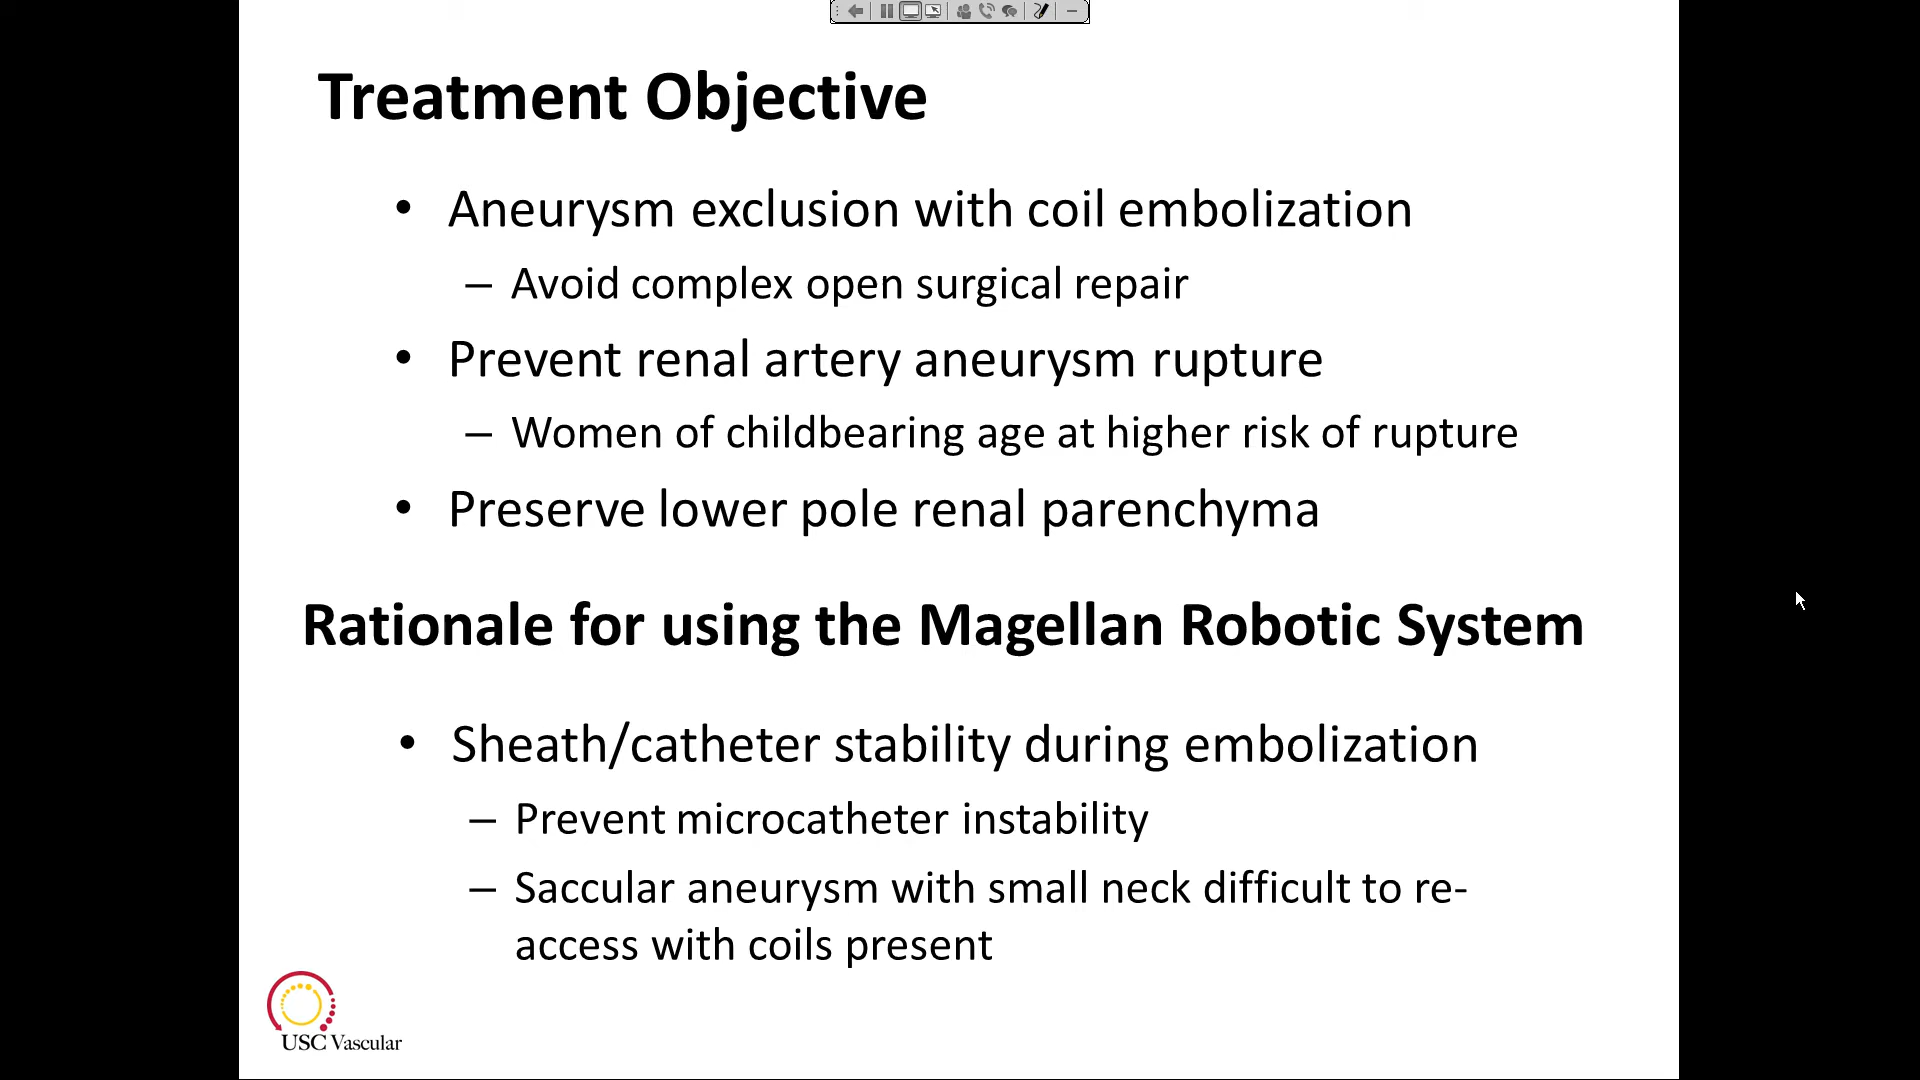 Treatment Objective
• Aneurysm exclusion with coil embolization
– Avoid complex open surgical repair
• Prevent renal artery aneurysm rupture
– Women of childbearing age at higher risk of rupture
• Preserve lower pole renal parenchyma
Rationale for using the Magellan Robotic System
• Sheath/catheter stability during embolization
– Prevent microcatheter instability
– Saccular aneurysm with small neck difficult to re-
access with coils present
USC Vascular